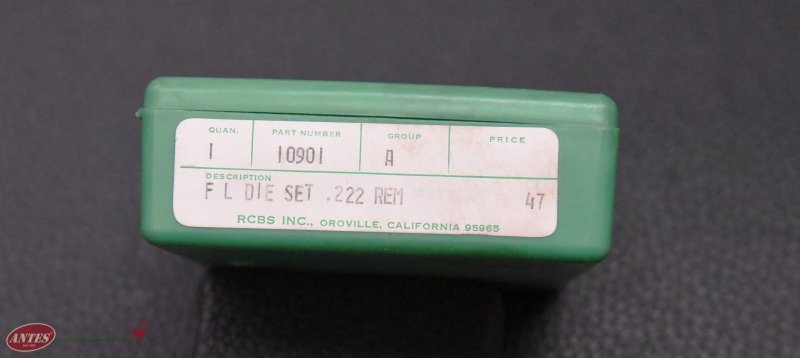 QUAN. PART NUMBER GROUP PRICE
1 10901 A
DESCRIPTION
F L DIE SET .222 REM 47
RCBS INC., OROVILLE, CALIFORNIA 95965
ANTES